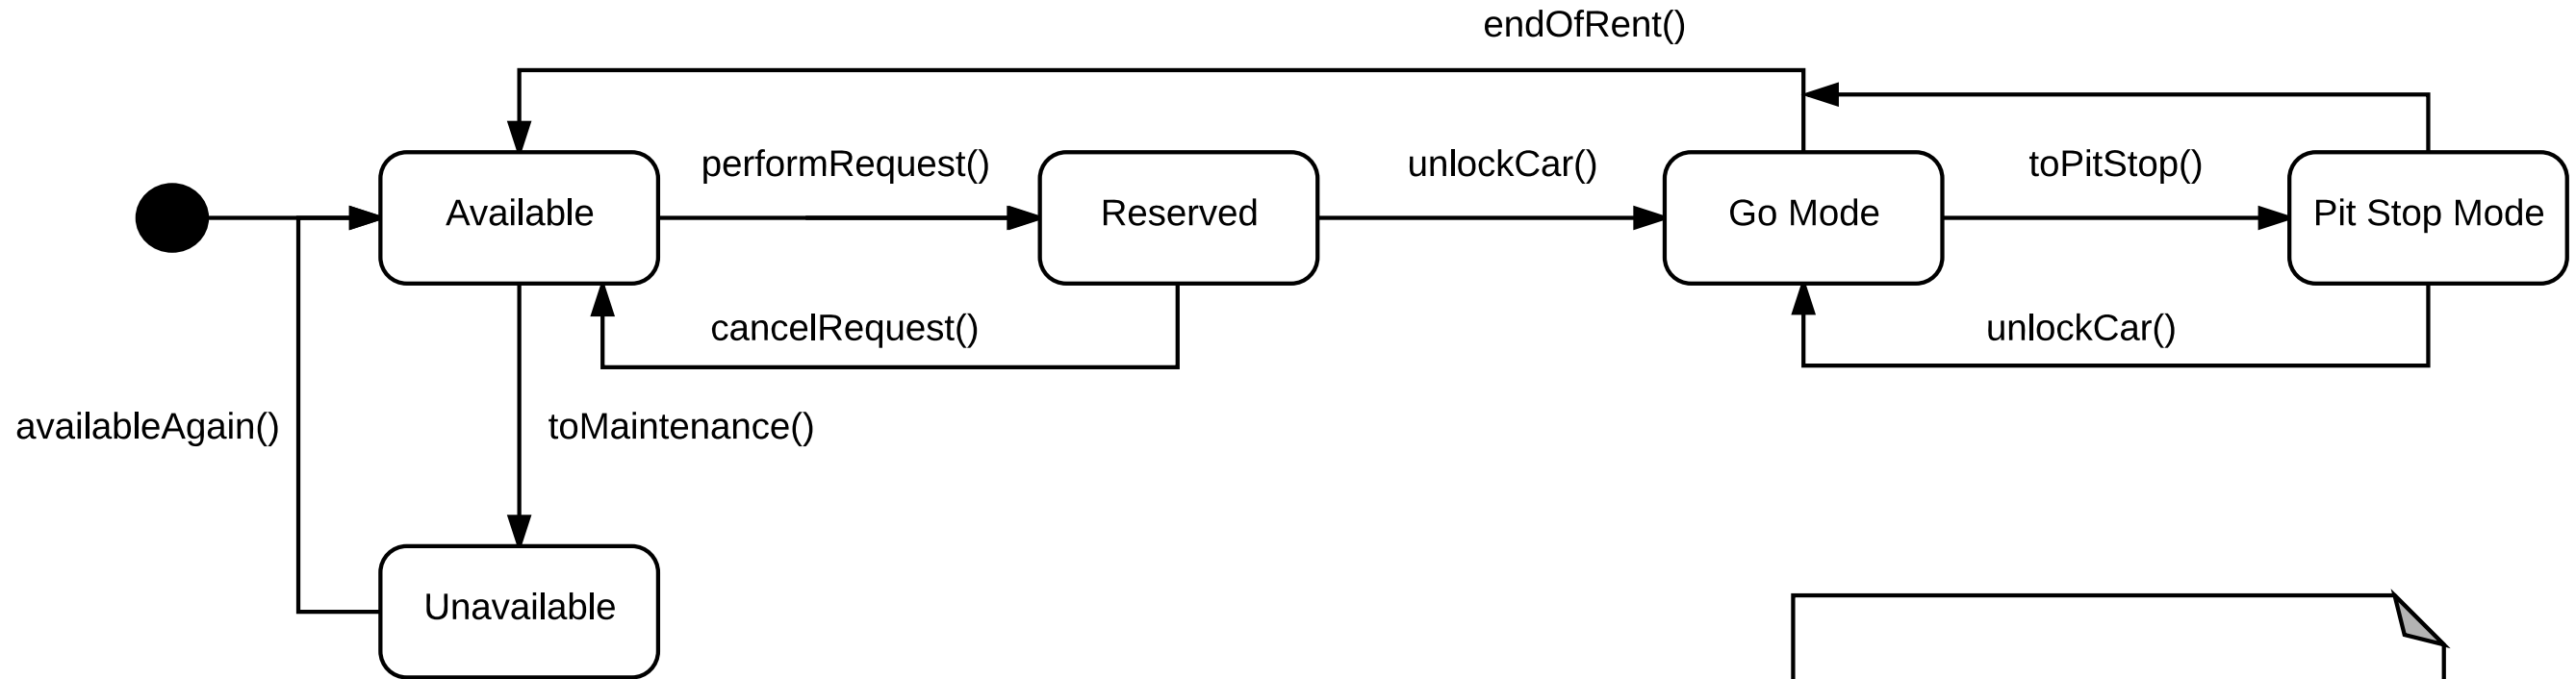 endOfRent()
performRequest()
unlockCar()
toPitStop()
Available
Reserved
Go Mode
Pit Stop Mode
cancelRequest()
unlockCar()
availableAgain()
toMaintenance()
Unavailable